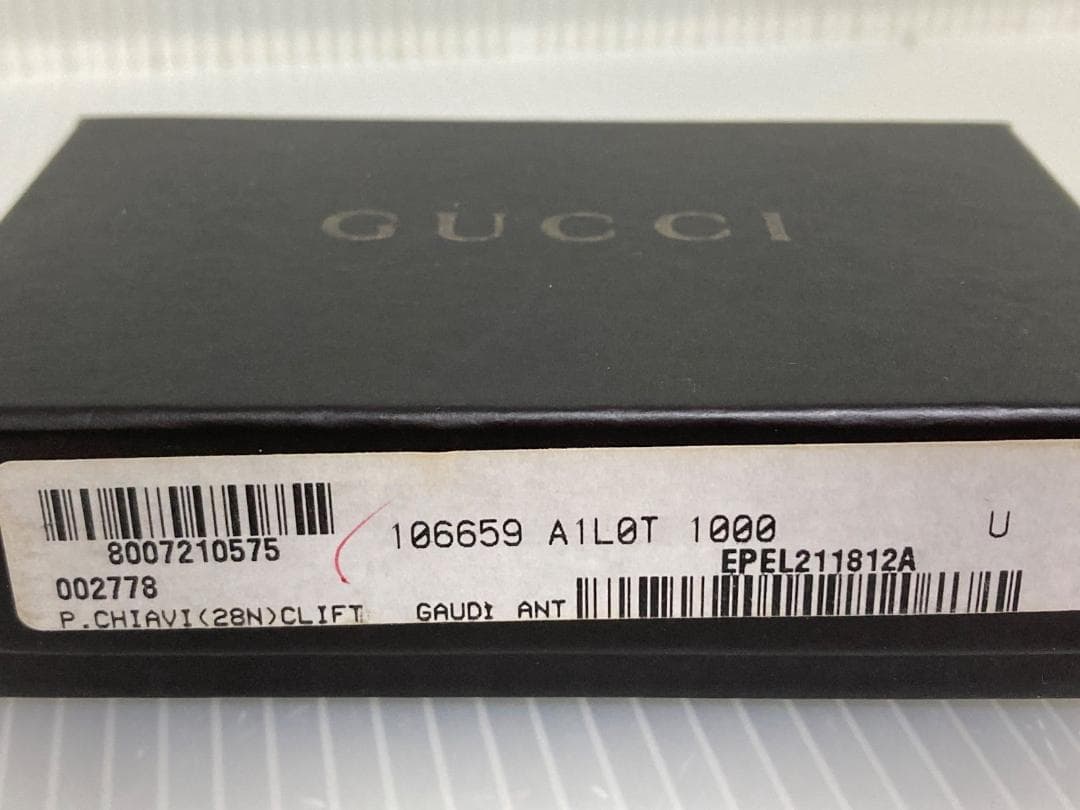 GUCCI
106659 A1L0T 1000 U
8007210575
EPEL211812A
002778
P.CHIAVI(28N)CLIFT GAUDI ANT